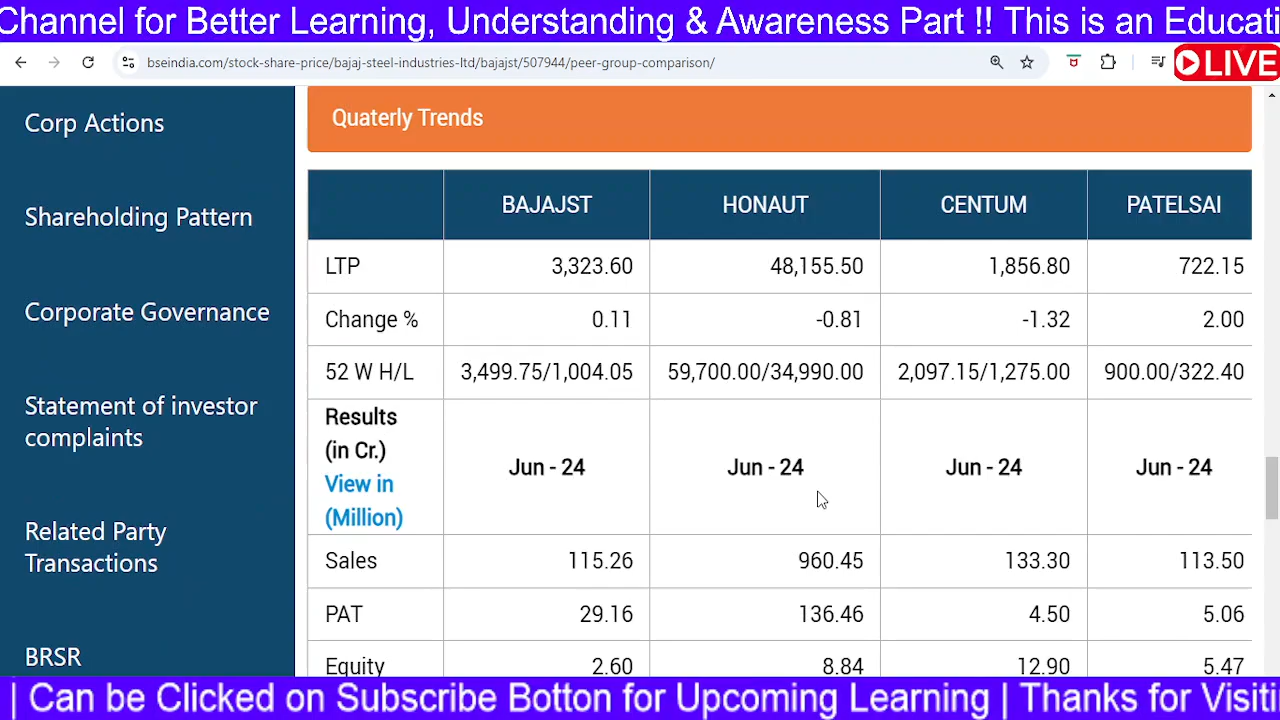 Channel for Better Learning, Understanding & Awareness Part !! This is an Educati
bseindia.com/stock-share-price/bajaj-steel-industries-ltd/bajajst/507944/peer-group-comparison/
LIVE
Corp Actions
Shareholding Pattern
Corporate Governance
Statement of investor
complaints
Related Party
Transactions
BRSR
Quaterly Trends
BAJAJST HONAUT CENTUM PATELSAI
LTP 3,323.60 48,155.50 1,856.80 722.15
Change % 0.11 -0.81 -1.32 2.00
52 W H/L 3,499.75/1,004.05 59,700.00/34,990.00 2,097.15/1,275.00 900.00/322.40
Results
(in Cr.)
View in
(Million)
Jun - 24 Jun - 24 Jun - 24 Jun - 24
Sales 115.26 960.45 133.30 113.50
PAT 29.16 136.46 4.50 5.06
Equity 2.60 8.84 12.90 5.47
| Can be Clicked on Subscribe Botton for Upcoming Learning | Thanks for Visiti